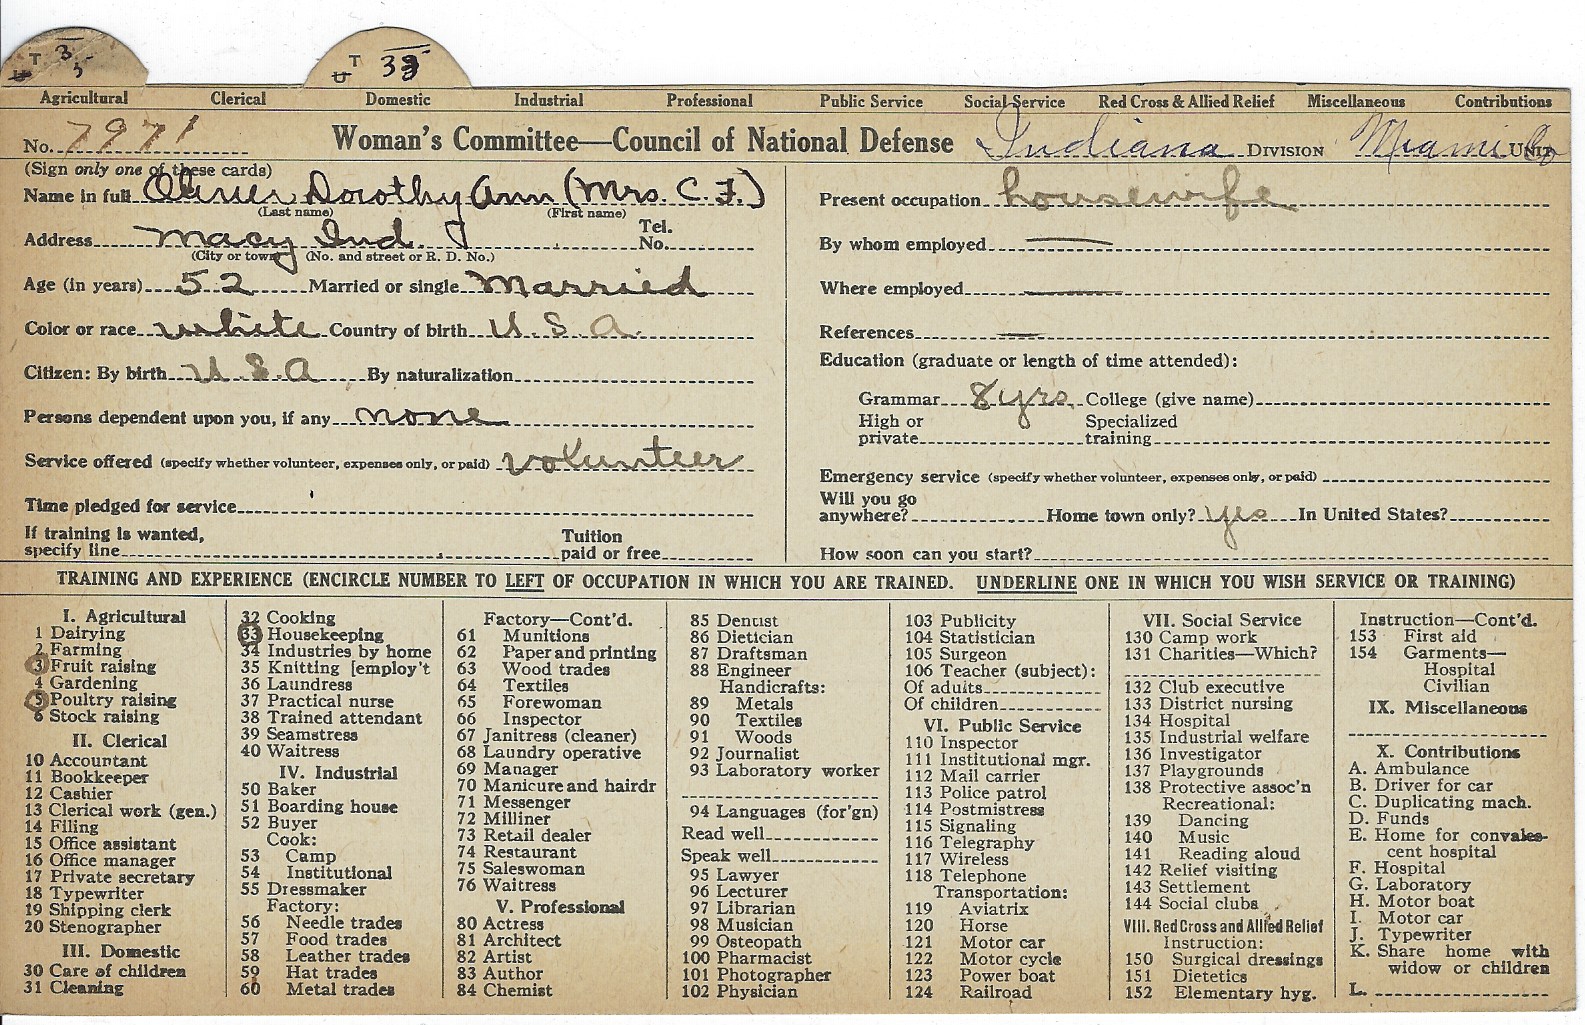 T 3 5
U
T 33
U
Agricultural Clerical Domestic Industrial Professional Public Service Social Service Red Cross & Allied Relief Miscellaneous Contributions
No. 7971 Woman's Committee—Council of National Defense Indiana DIVISION Miami Co UNIT
(Sign only one of these cards)
Name in full Oliver Dorothy Ann (Mrs. C. F.)
(Last name) (First name)
Address Macy Ind. Tel. No.
(City or town) (No. and street or R. D. No.)
Age (in years) 52 Married or single Married
Color or race white Country of birth U. S. A.
Citizen: By birth U. S. A By naturalization
Persons dependent upon you, if any none
Service offered (specify whether volunteer, expenses only, or paid) volunteer
Time pledged for service
If training is wanted,
specify line
Tuition
paid or free
Present occupation housewife
By whom employed —
Where employed —
References —
Education (graduate or length of time attended):
Grammar 8 yrs. College (give name)
High or
private
Specialized
training
Emergency service (specify whether volunteer, expenses only, or paid)
Will you go
anywhere? Home town only? yes In United States?
How soon can you start?
TRAINING AND EXPERIENCE (ENCIRCLE NUMBER TO LEFT OF OCCUPATION IN WHICH YOU ARE TRAINED. UNDERLINE ONE IN WHICH YOU WISH SERVICE OR TRAINING)
I. Agricultural
1 Dairying
2 Farming
3 Fruit raising
4 Gardening
5 Poultry raising
6 Stock raising
II. Clerical
10 Accountant
11 Bookkeeper
12 Cashier
13 Clerical work (gen.)
14 Filing
15 Office assistant
16 Office manager
17 Private secretary
18 Typewriter
19 Shipping clerk
20 Stenographer
III. Domestic
30 Care of children
31 Cleaning
32 Cooking
33 Housekeeping
34 Industries by home
35 Knitting [employ't
36 Laundress
37 Practical nurse
38 Trained attendant
39 Seamstress
40 Waitress
IV. Industrial
50 Baker
51 Boarding house
52 Buyer
Cook:
53 Camp
54 Institutional
55 Dressmaker
Factory:
56 Needle trades
57 Food trades
58 Leather trades
59 Hat trades
60 Metal trades
Factory—Cont'd.
61 Munitions
62 Paper and printing
63 Wood trades
64 Textiles
65 Forewoman
66 Inspector
67 Janitress (cleaner)
68 Laundry operative
69 Manager
70 Manicure and hairdr
71 Messenger
72 Milliner
73 Retail dealer
74 Restaurant
75 Saleswoman
76 Waitress
V. Professional
80 Actress
81 Architect
82 Artist
83 Author
84 Chemist
85 Dentist
86 Dietician
87 Draftsman
88 Engineer
Handicrafts:
89 Metals
90 Textiles
91 Woods
92 Journalist
93 Laboratory worker
94 Languages (for'gn)
Read well
Speak well
95 Lawyer
96 Lecturer
97 Librarian
98 Musician
99 Osteopath
100 Pharmacist
101 Photographer
102 Physician
103 Publicity
104 Statistician
105 Surgeon
106 Teacher (subject):
Of adults
Of children
VI. Public Service
110 Inspector
111 Institutional mgr.
112 Mail carrier
113 Police patrol
114 Postmistress
115 Signaling
116 Telegraphy
117 Wireless
118 Telephone
Transportation:
119 Aviatrix
120 Horse
121 Motor car
122 Motor cycle
123 Power boat
124 Railroad
VII. Social Service
130 Camp work
131 Charities—Which?
132 Club executive
133 District nursing
134 Hospital
135 Industrial welfare
136 Investigator
137 Playgrounds
138 Protective assoc'n
Recreational:
139 Dancing
140 Music
141 Reading aloud
142 Relief visiting
143 Settlement
144 Social clubs
VIII. Red Cross and Allied Relief
Instruction:
150 Surgical dressings
151 Dietetics
152 Elementary hyg.
Instruction—Cont'd.
153 First aid
154 Garments—
Hospital
Civilian
IX. Miscellaneous
X. Contributions
A. Ambulance
B. Driver for car
C. Duplicating mach.
D. Funds
E. Home for convales-
cent hospital
F. Hospital
G. Laboratory
H. Motor boat
I. Motor car
J. Typewriter
K. Share home with
widow or children
L.